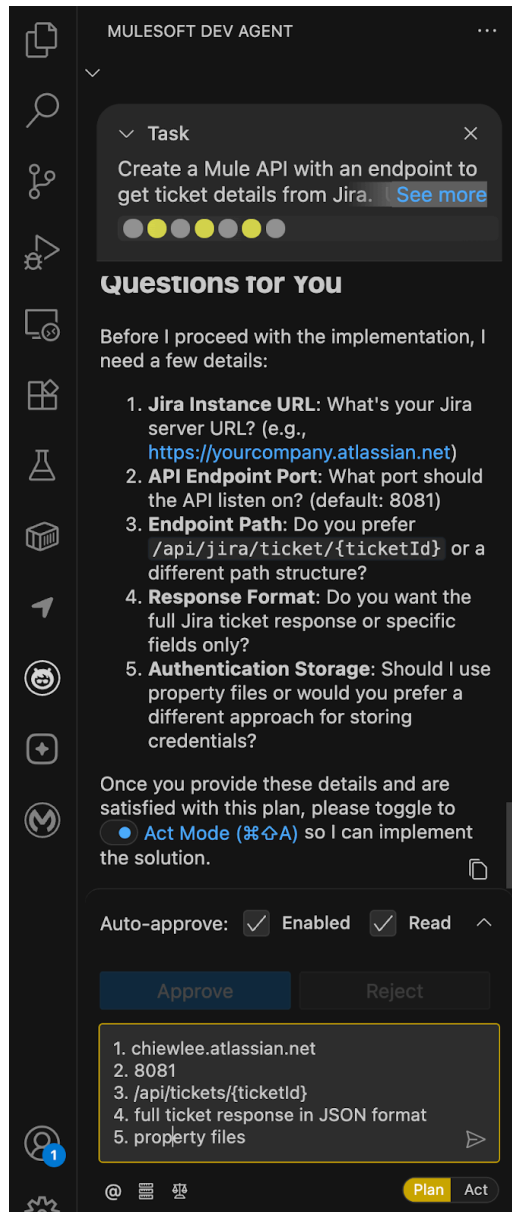 MULESOFT DEV AGENT
Task
Create a Mule API with an endpoint to
get ticket details from Jira. See more
Questions for You
Before I proceed with the implementation, I
need a few details:
1. Jira Instance URL: What's your Jira
server URL? (e.g.,
https://yourcompany.atlassian.net)
2. API Endpoint Port: What port should
the API listen on? (default: 8081)
3. Endpoint Path: Do you prefer
/api/jira/ticket/{ticketId} or a
different path structure?
4. Response Format: Do you want the
full Jira ticket response or specific
fields only?
5. Authentication Storage: Should I use
property files or would you prefer a
different approach for storing
credentials?
Once you provide these details and are
satisfied with this plan, please toggle to
Act Mode (⌘⇧A) so I can implement
the solution.
Auto-approve: Enabled Read
Approve Reject
1. chiewlee.atlassian.net
2. 8081
3. /api/tickets/{ticketId}
4. full ticket response in JSON format
5. property files
1
@ Plan Act